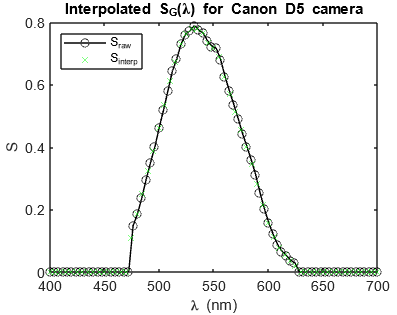 Interpolated S_G(λ) for Canon D5 camera
0.8
0.6
0.4
0.2
0
S
S_raw
S_interp
400 450 500 550 600 650 700
λ (nm)